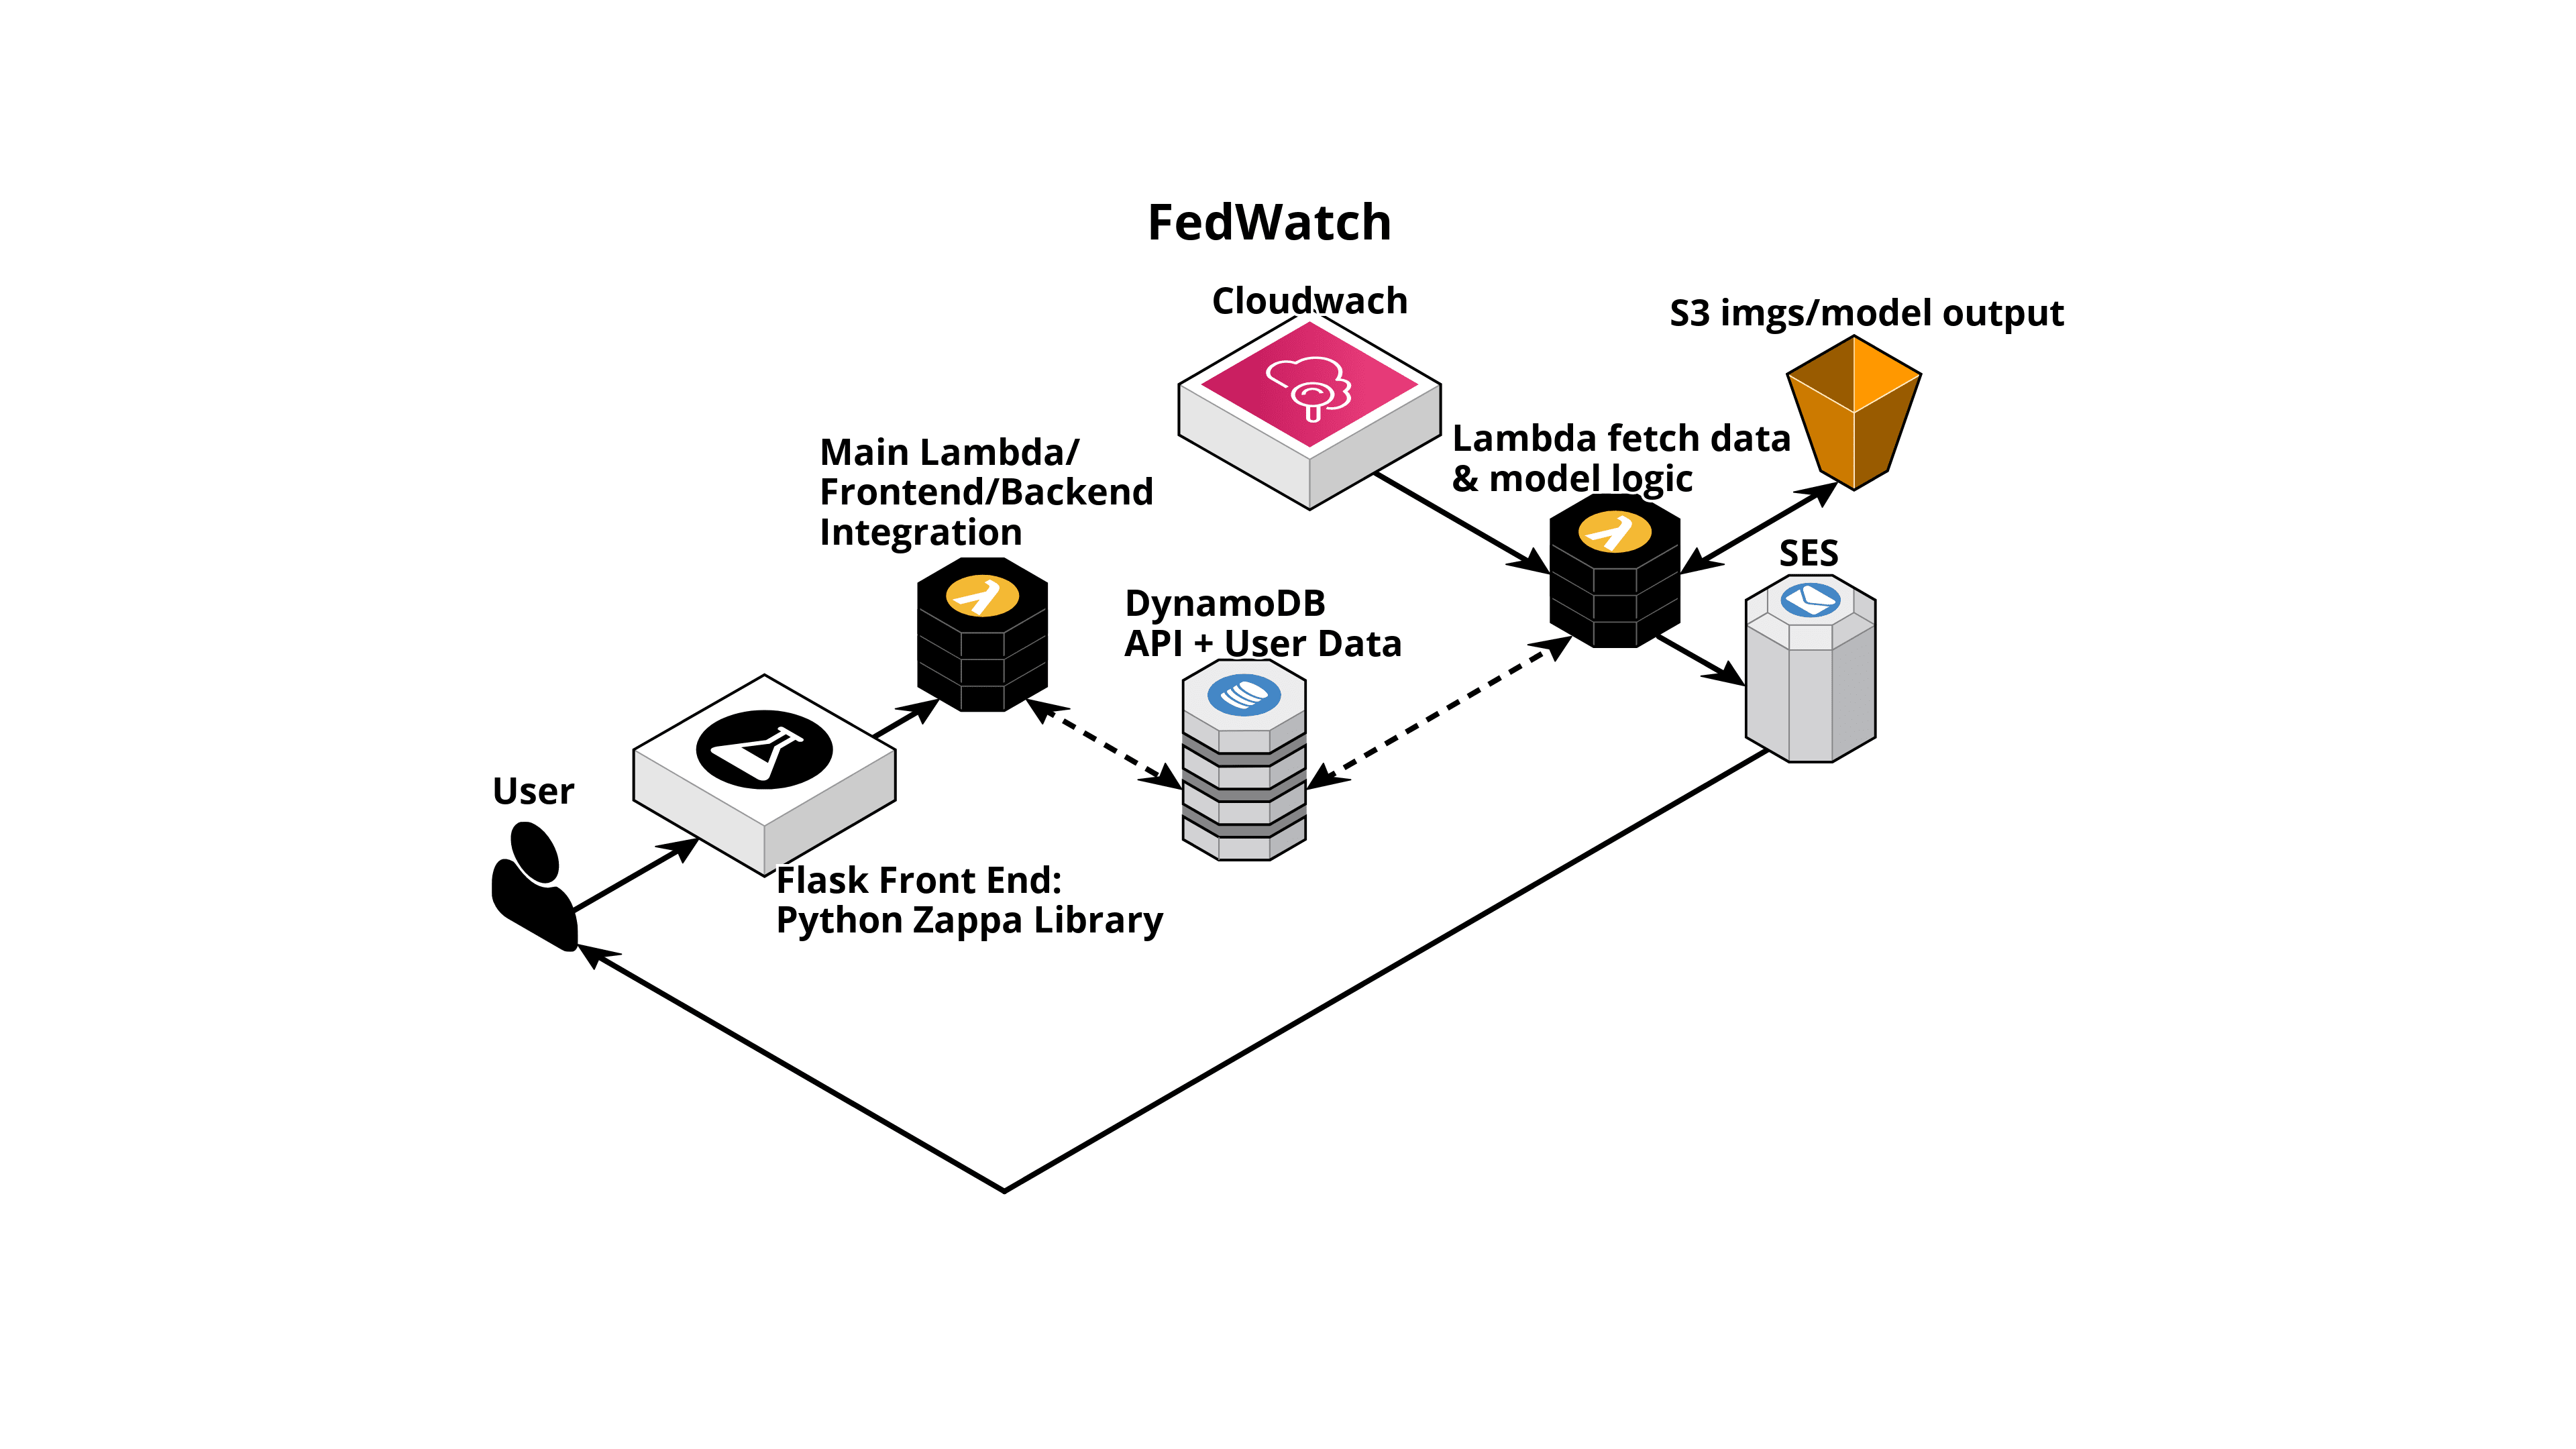 FedWatch
Cloudwach
S3 imgs/model output
Lambda fetch data
& model logic
Main Lambda/
Frontend/Backend
Integration
SES
DynamoDB
API + User Data
User
Flask Front End:
Python Zappa Library